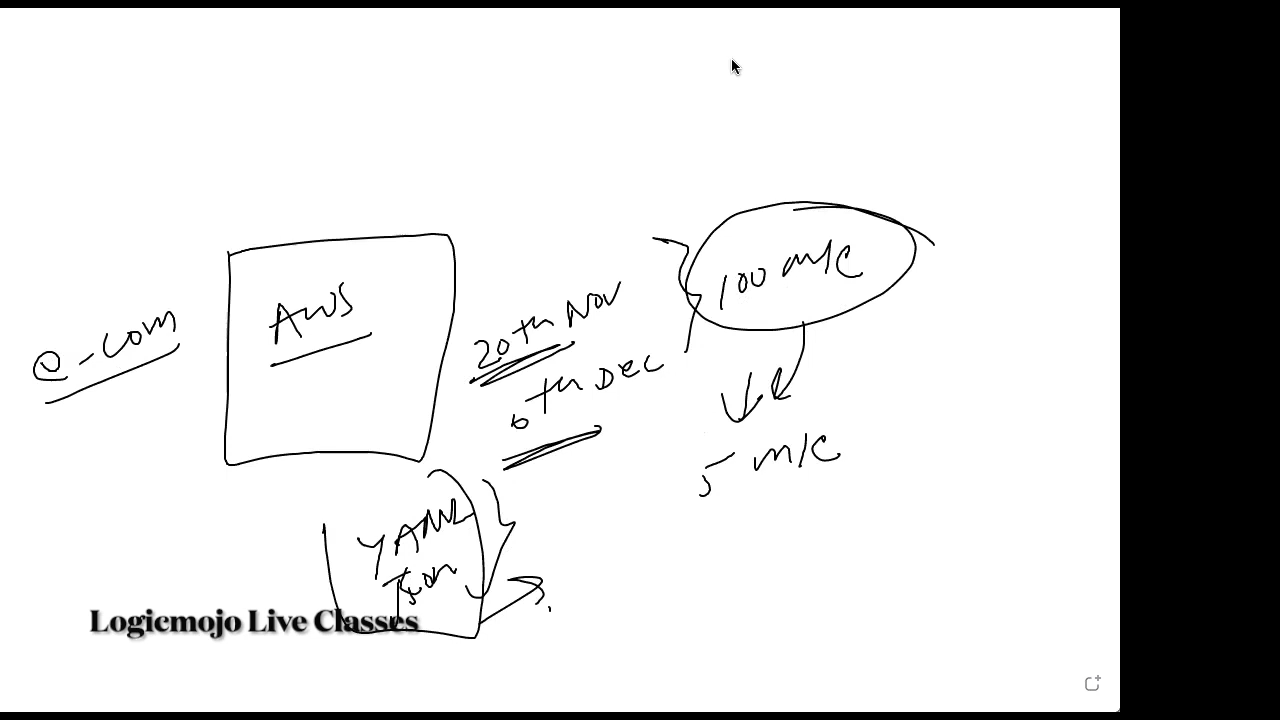 e-com
AWS
20th Nov
6th Dec
100 m/c
5 m/c
YAML
Json
Logicmojo Live Classes